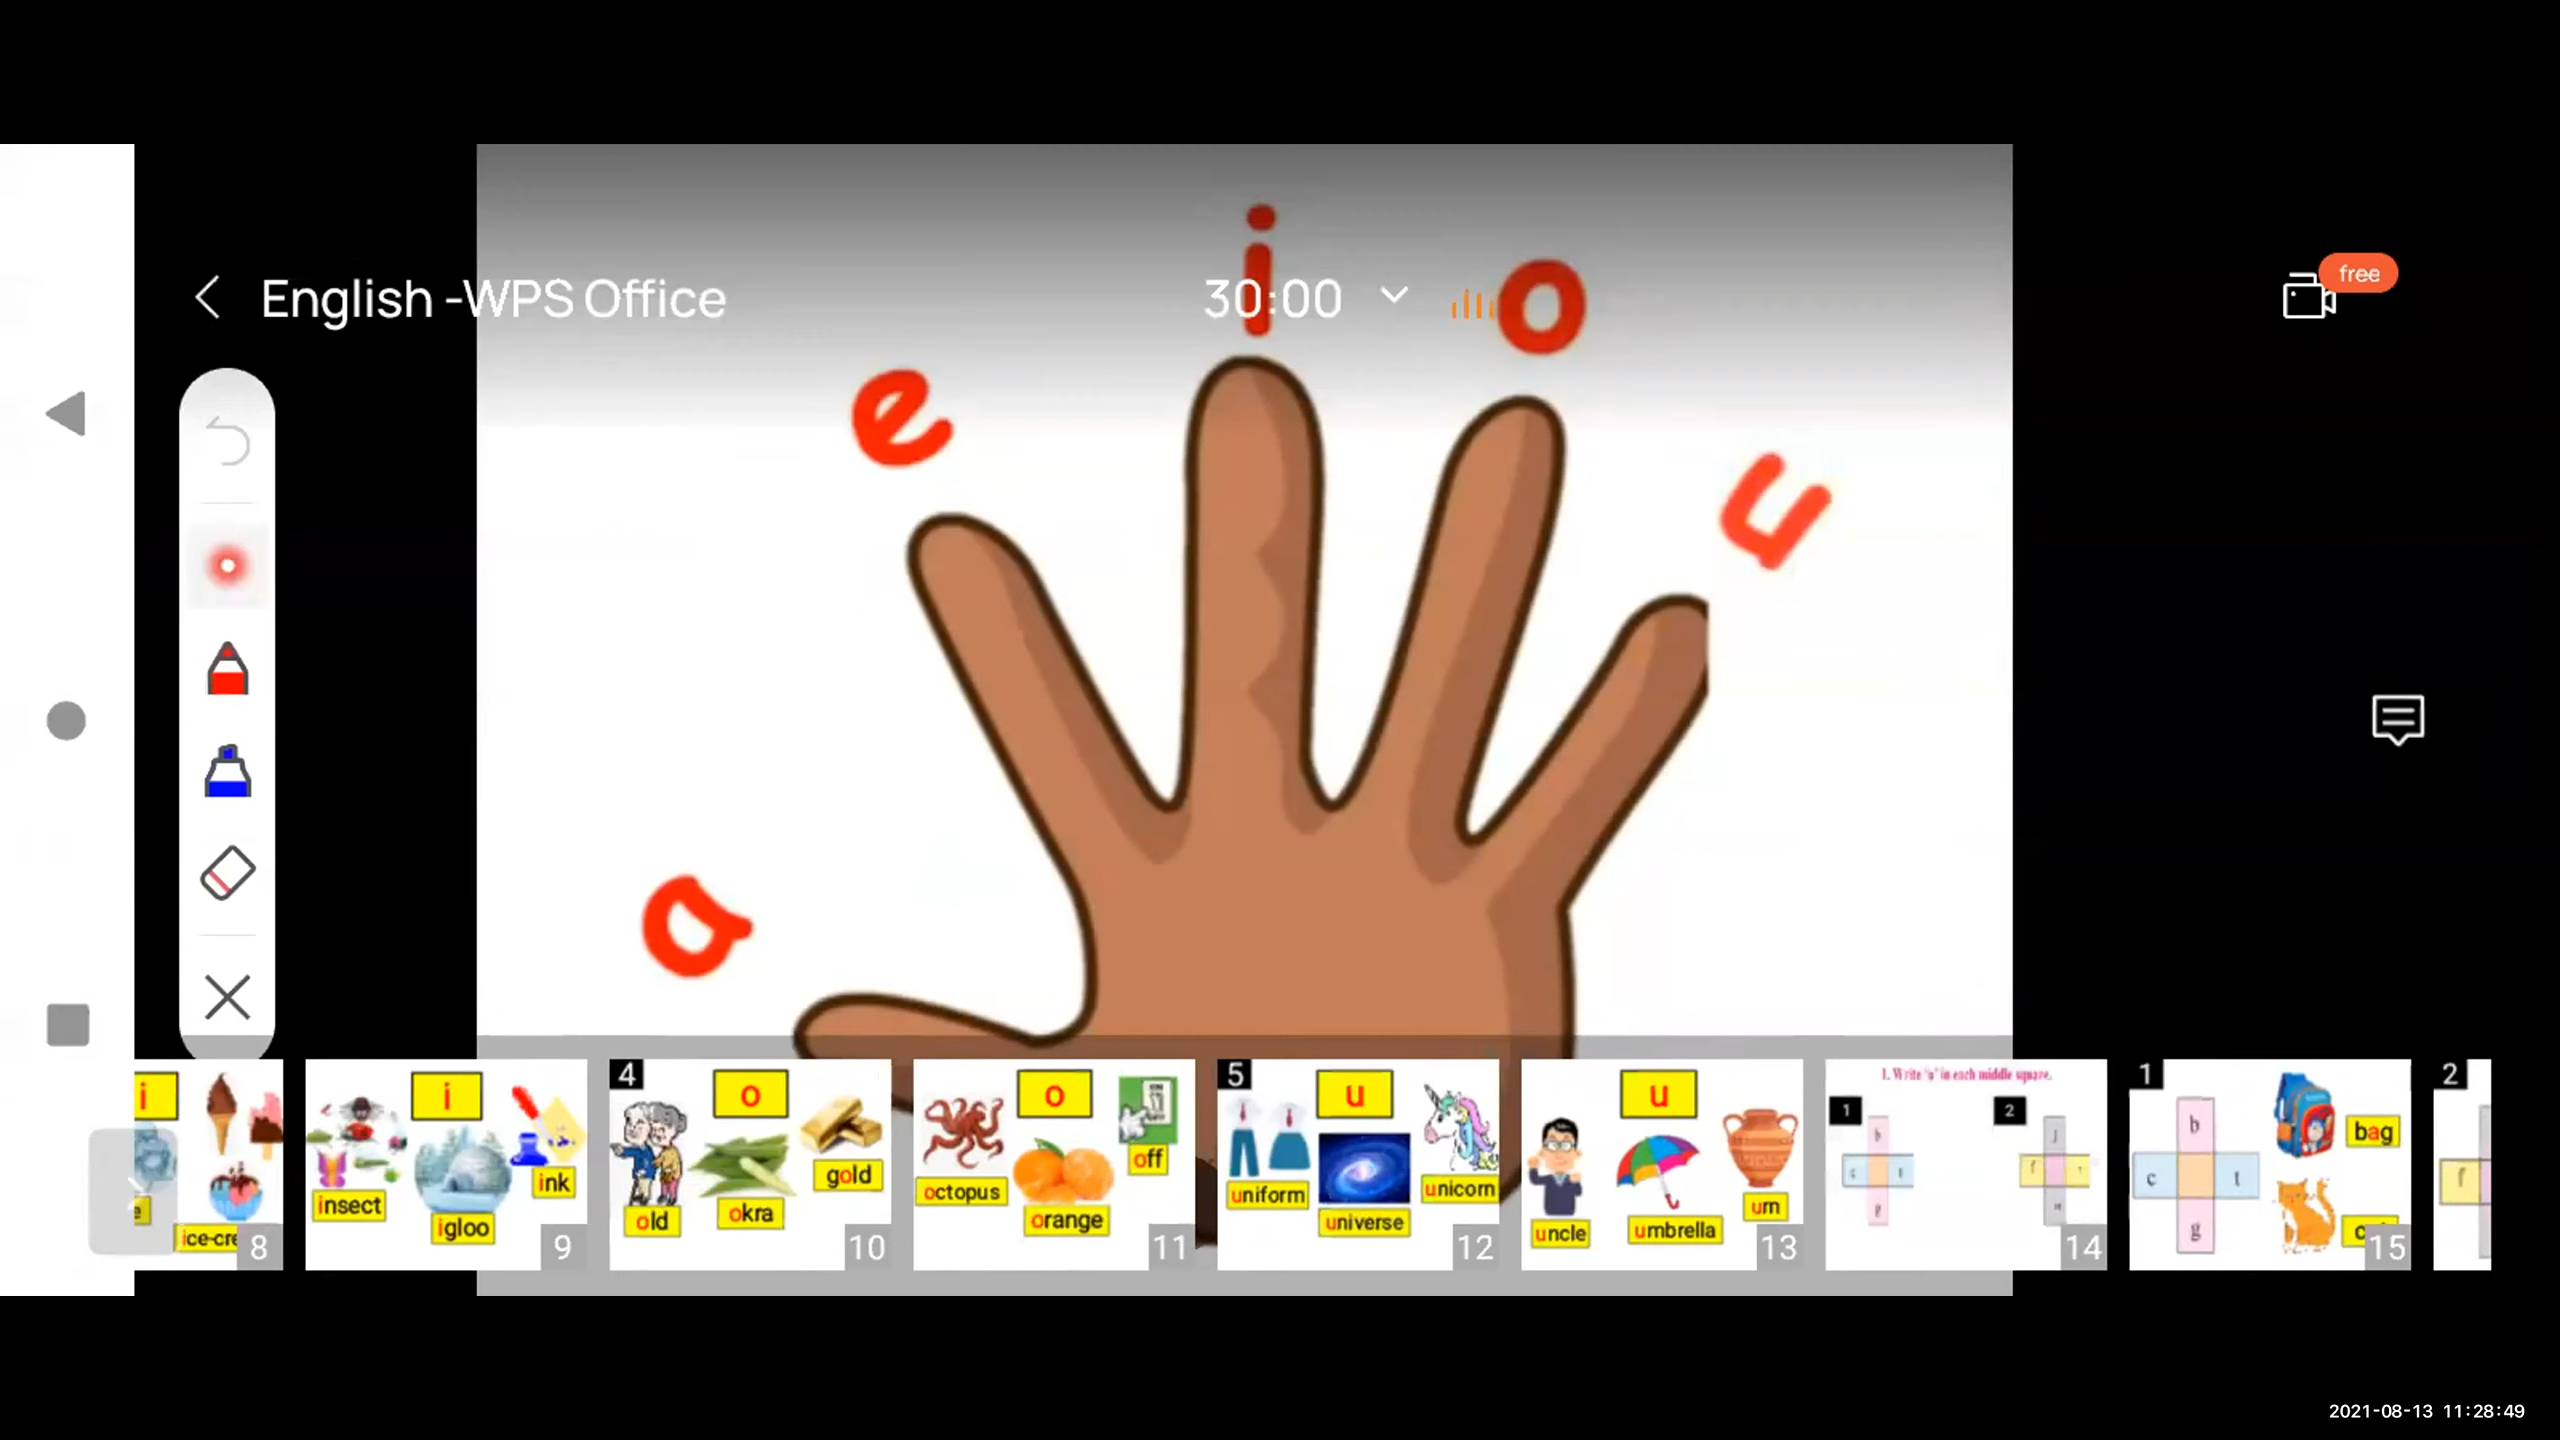 English -WPS Office
30:00
free
i
o
e
u
a
i
ice-cre
8
i
insect
igloo
ink
9
4
o
old
okra
gold
10
o
octopus
orange
off
11
5
u
uniform
universe
unicorn
12
u
uncle
umbrella
urn
13
1. Write 'a' in each middle square.
1
b
c t
g
2
j
f
14
1
b
c t
g
bag
c
15
2
f
2021-08-13 11:28:49